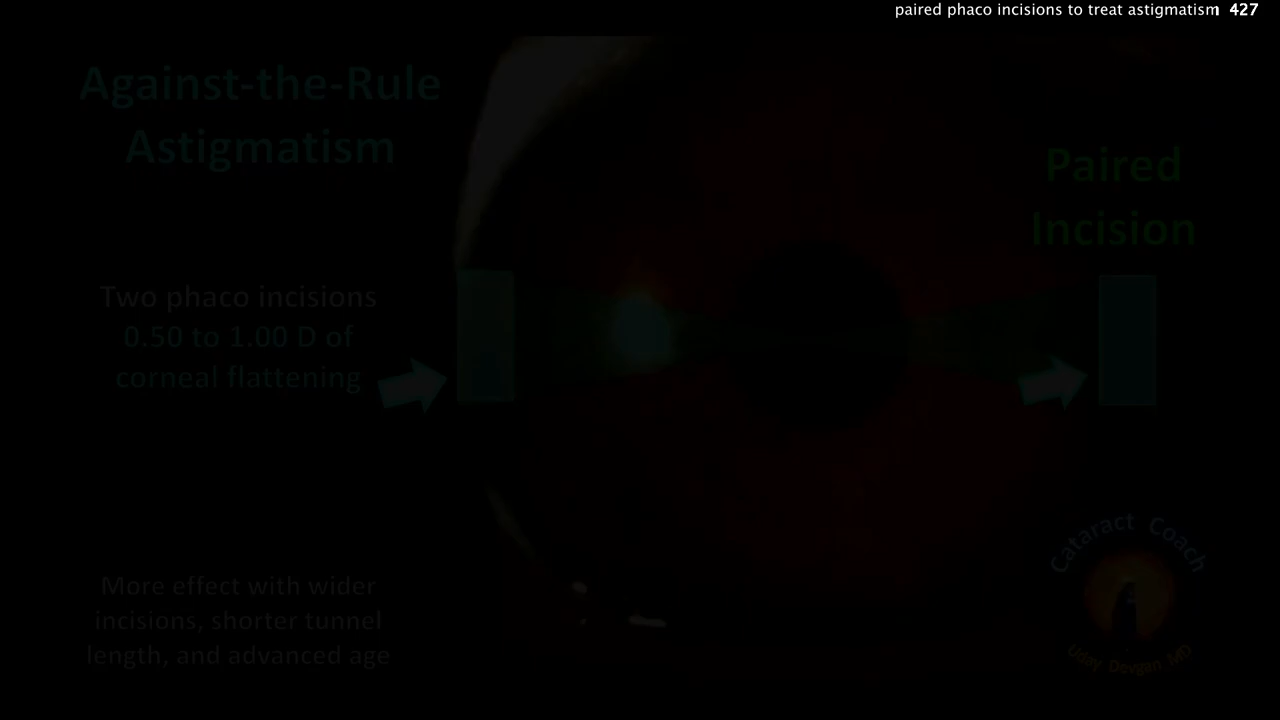 paired phaco incisions to treat astigmatism 427
Against-the-Rule
Astigmatism
Paired
Incision
Two phaco incisions
0.50 to 1.00 D of
corneal flattening
More effect with wider
incisions, shorter tunnel
length, and advanced age
Cataract Coach
Uday Devgan MD